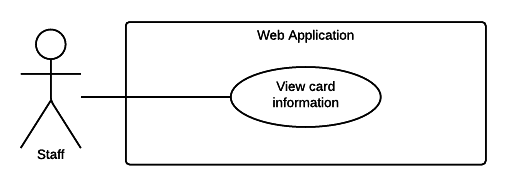 Web Application
View card
information
Staff